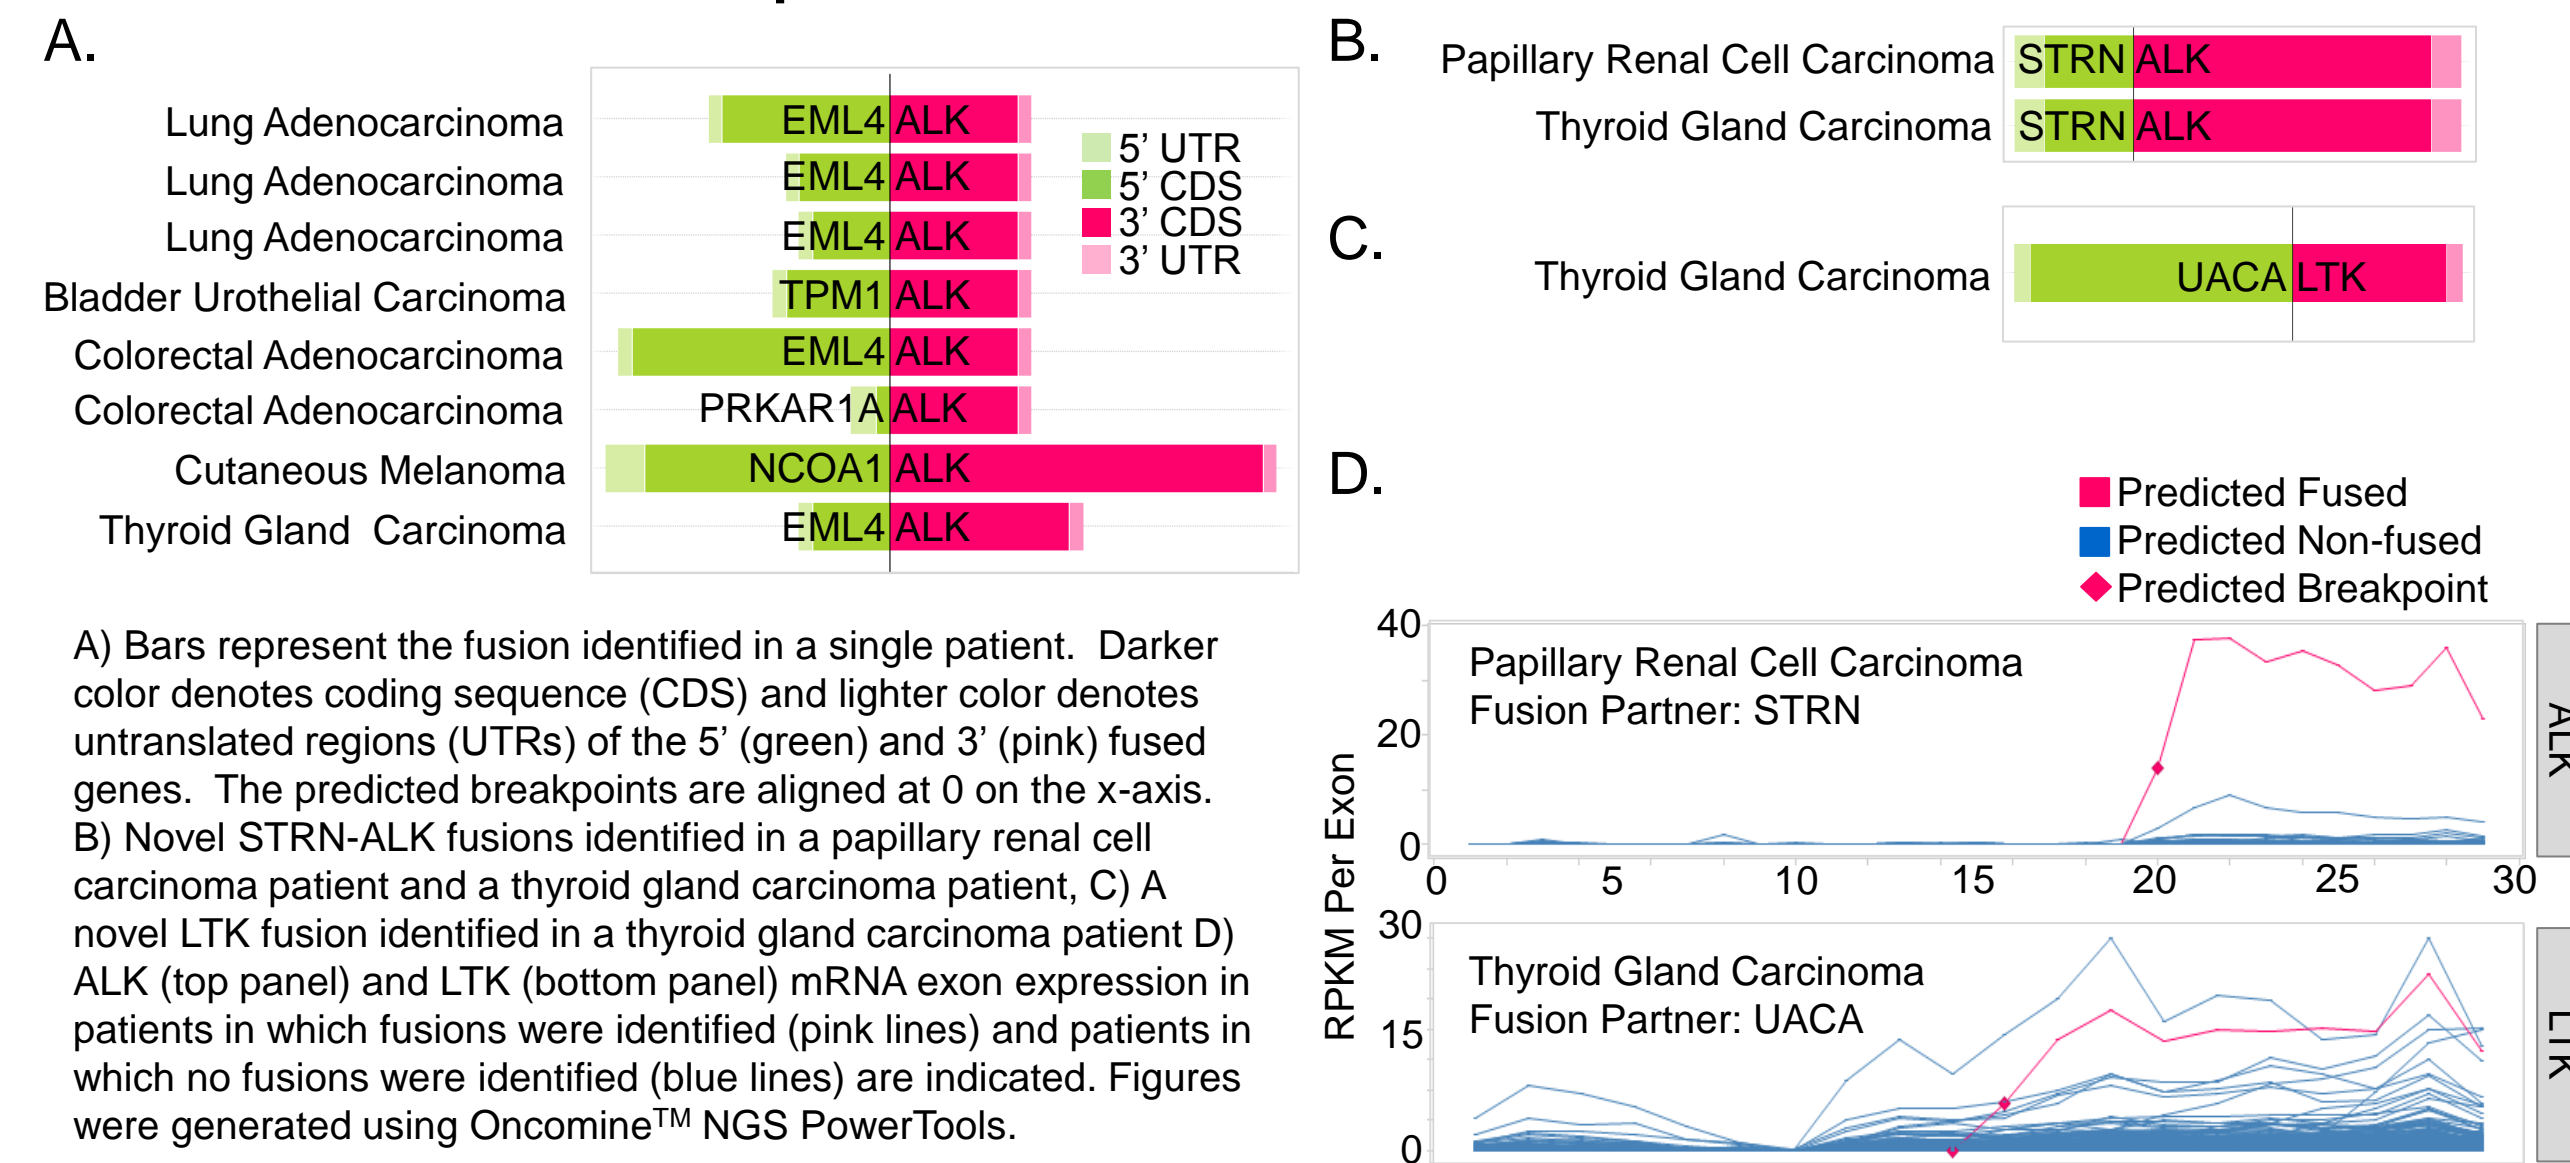 A.
Lung Adenocarcinoma
EML4 ALK
Lung Adenocarcinoma
EML4 ALK
Lung Adenocarcinoma
EML4 ALK
Bladder Urothelial Carcinoma
TPM1 ALK
Colorectal Adenocarcinoma
EML4 ALK
Colorectal Adenocarcinoma
PRKAR1A ALK
Cutaneous Melanoma
NCOA1 ALK
Thyroid Gland Carcinoma
EML4 ALK
5’ UTR
5’ CDS
3’ CDS
3’ UTR
A) Bars represent the fusion identified in a single patient. Darker
color denotes coding sequence (CDS) and lighter color denotes
untranslated regions (UTRs) of the 5’ (green) and 3’ (pink) fused
genes. The predicted breakpoints are aligned at 0 on the x-axis.
B) Novel STRN-ALK fusions identified in a papillary renal cell
carcinoma patient and a thyroid gland carcinoma patient, C) A
novel LTK fusion identified in a thyroid gland carcinoma patient D)
ALK (top panel) and LTK (bottom panel) mRNA exon expression in
patients in which fusions were identified (pink lines) and patients in
which no fusions were identified (blue lines) are indicated. Figures
were generated using Oncomine™ NGS PowerTools.
B.
Papillary Renal Cell Carcinoma
STRN ALK
Thyroid Gland Carcinoma
STRN ALK
C.
Thyroid Gland Carcinoma
UACA LTK
D.
Predicted Fused
Predicted Non-fused
Predicted Breakpoint
RPKM Per Exon
40
20
0
Papillary Renal Cell Carcinoma
Fusion Partner: STRN
ALK
0 5 10 15 20 25 30
30
15
0
Thyroid Gland Carcinoma
Fusion Partner: UACA
LTK